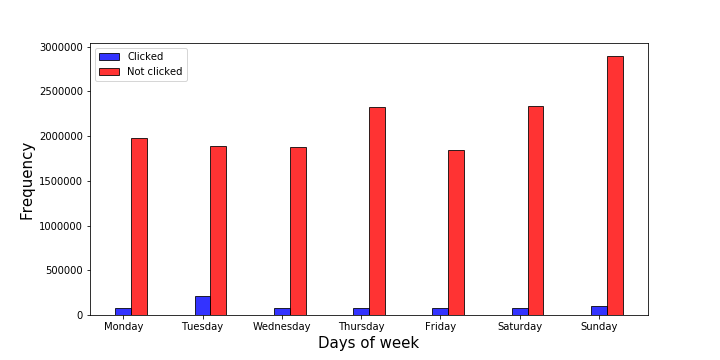 Clicked
Not clicked
3000000
2500000
2000000
1500000
1000000
500000
0
Frequency
Monday Tuesday Wednesday Thursday Friday Saturday Sunday
Days of week